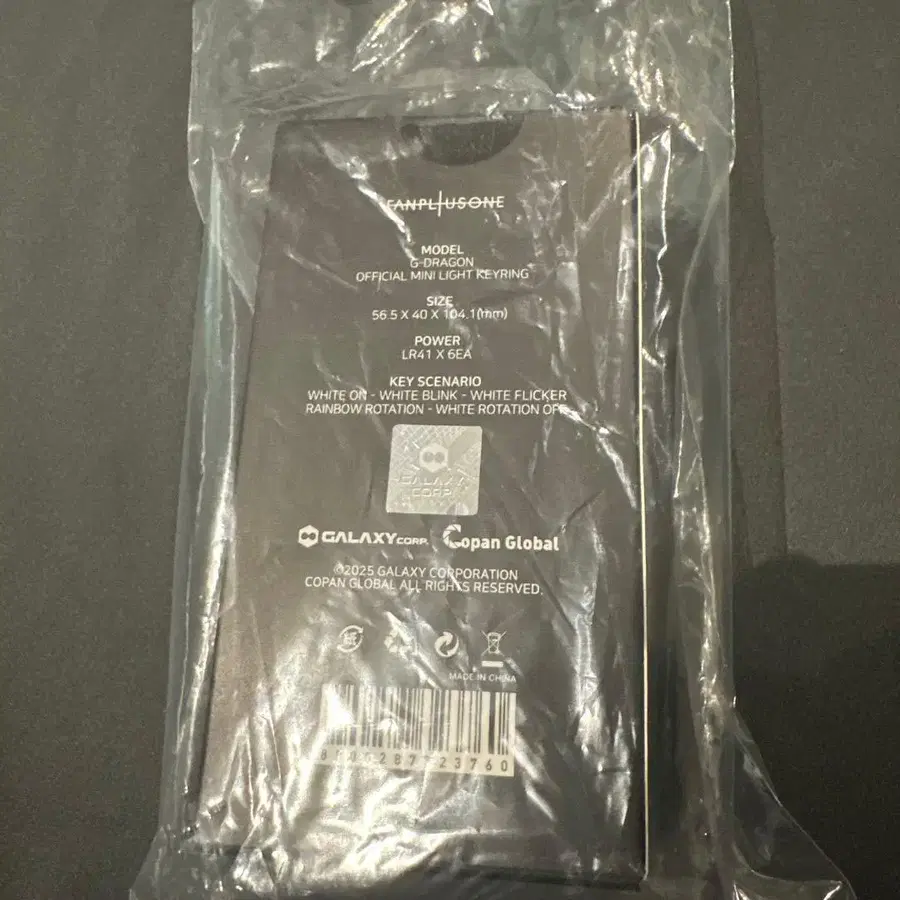 FANPLUSONE
MODEL
G-DRAGON
OFFICIAL MINI LIGHT KEYRING
SIZE
56.5 X 40 X 104.1(mm)
POWER
LR41 X 6EA
KEY SCENARIO
WHITE ON - WHITE BLINK - WHITE FLICKER
RAINBOW ROTATION - WHITE ROTATION OFF
GALAXY
CORP
GALAXYCORP. Copan Global
©2025 GALAXY CORPORATION
COPAN GLOBAL ALL RIGHTS RESERVED.
MADE IN CHINA